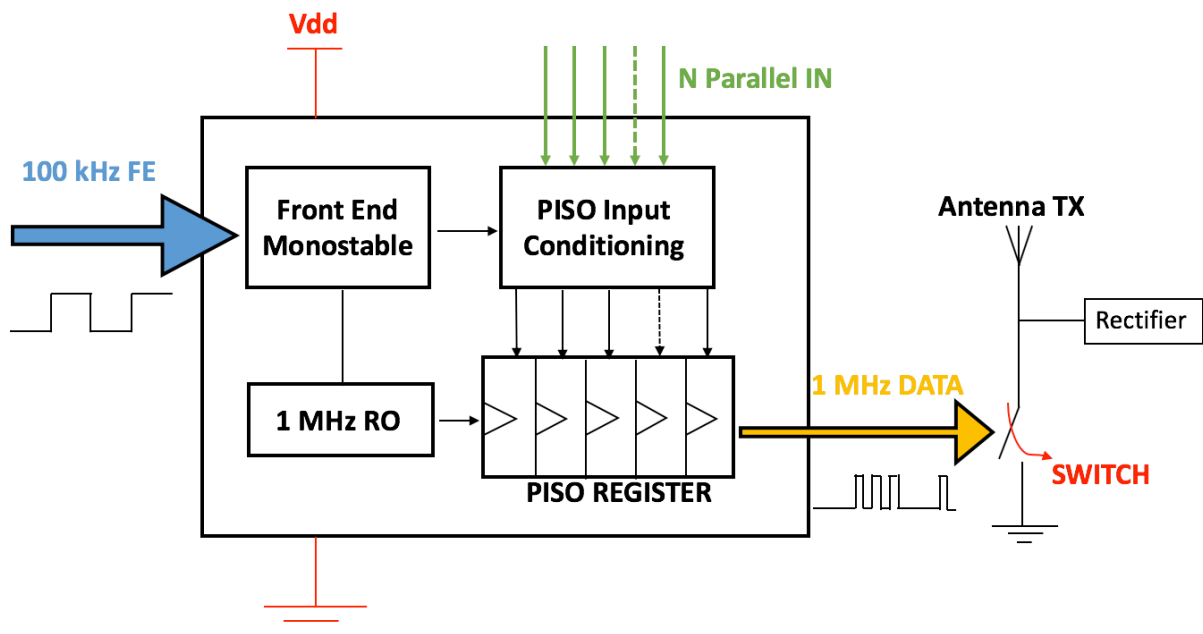 Vdd
N Parallel IN
100 kHz FE
Front End
Monostable
PISO Input
Conditioning
Antenna TX
Rectifier
1 MHz RO
1 MHz DATA
SWITCH
PISO REGISTER